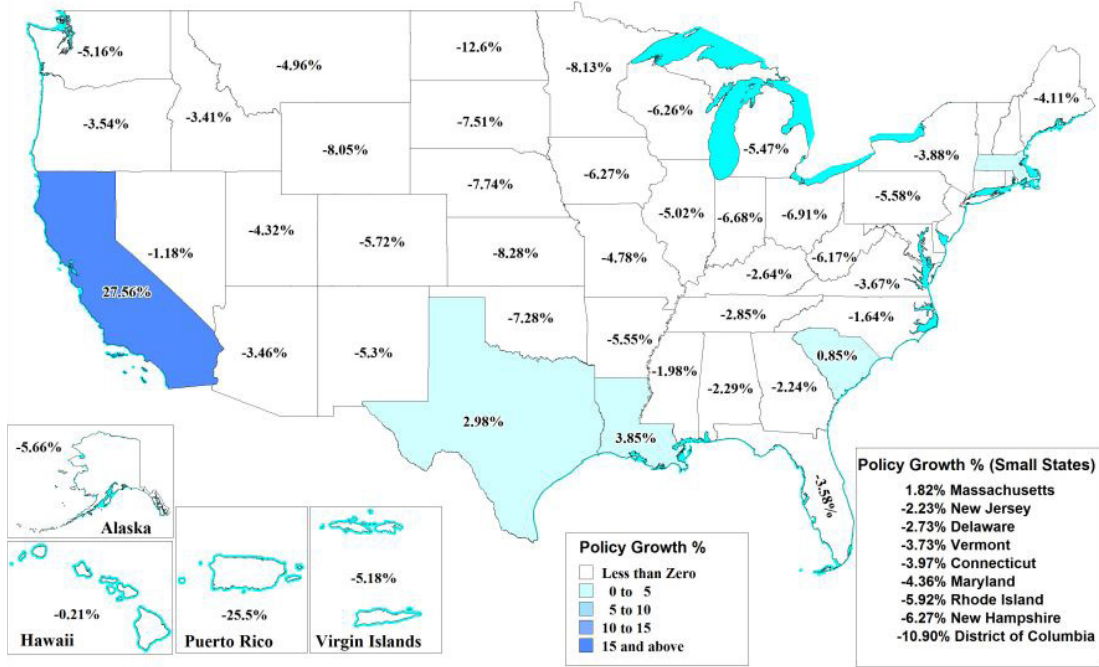 -5.16%
-4.96%
-12.6%
-8.13%
-4.11%
-3.54%
-3.41%
-7.51%
-6.26%
-5.47%
-3.88%
-8.05%
-7.74%
-6.27%
-5.58%
-1.18%
-4.32%
-5.72%
-8.28%
-5.02%
-6.68%
-6.91%
-4.78%
-2.64%
-6.17%
-3.67%
27.56%
-3.46%
-5.3%
-7.28%
-5.55%
-2.85%
-1.64%
0.85%
-1.98%
-2.29%
-2.24%
2.98%
3.85%
-3.58%
-5.66%
Alaska
-0.21%
Hawaii
-25.5%
Puerto Rico
-5.18%
Virgin Islands
Policy Growth %
Less than Zero
0 to 5
5 to 10
10 to 15
15 and above
Policy Growth % (Small States)
1.82% Massachusetts
-2.23% New Jersey
-2.73% Delaware
-3.73% Vermont
-3.97% Connecticut
-4.36% Maryland
-5.92% Rhode Island
-6.27% New Hampshire
-10.90% District of Columbia